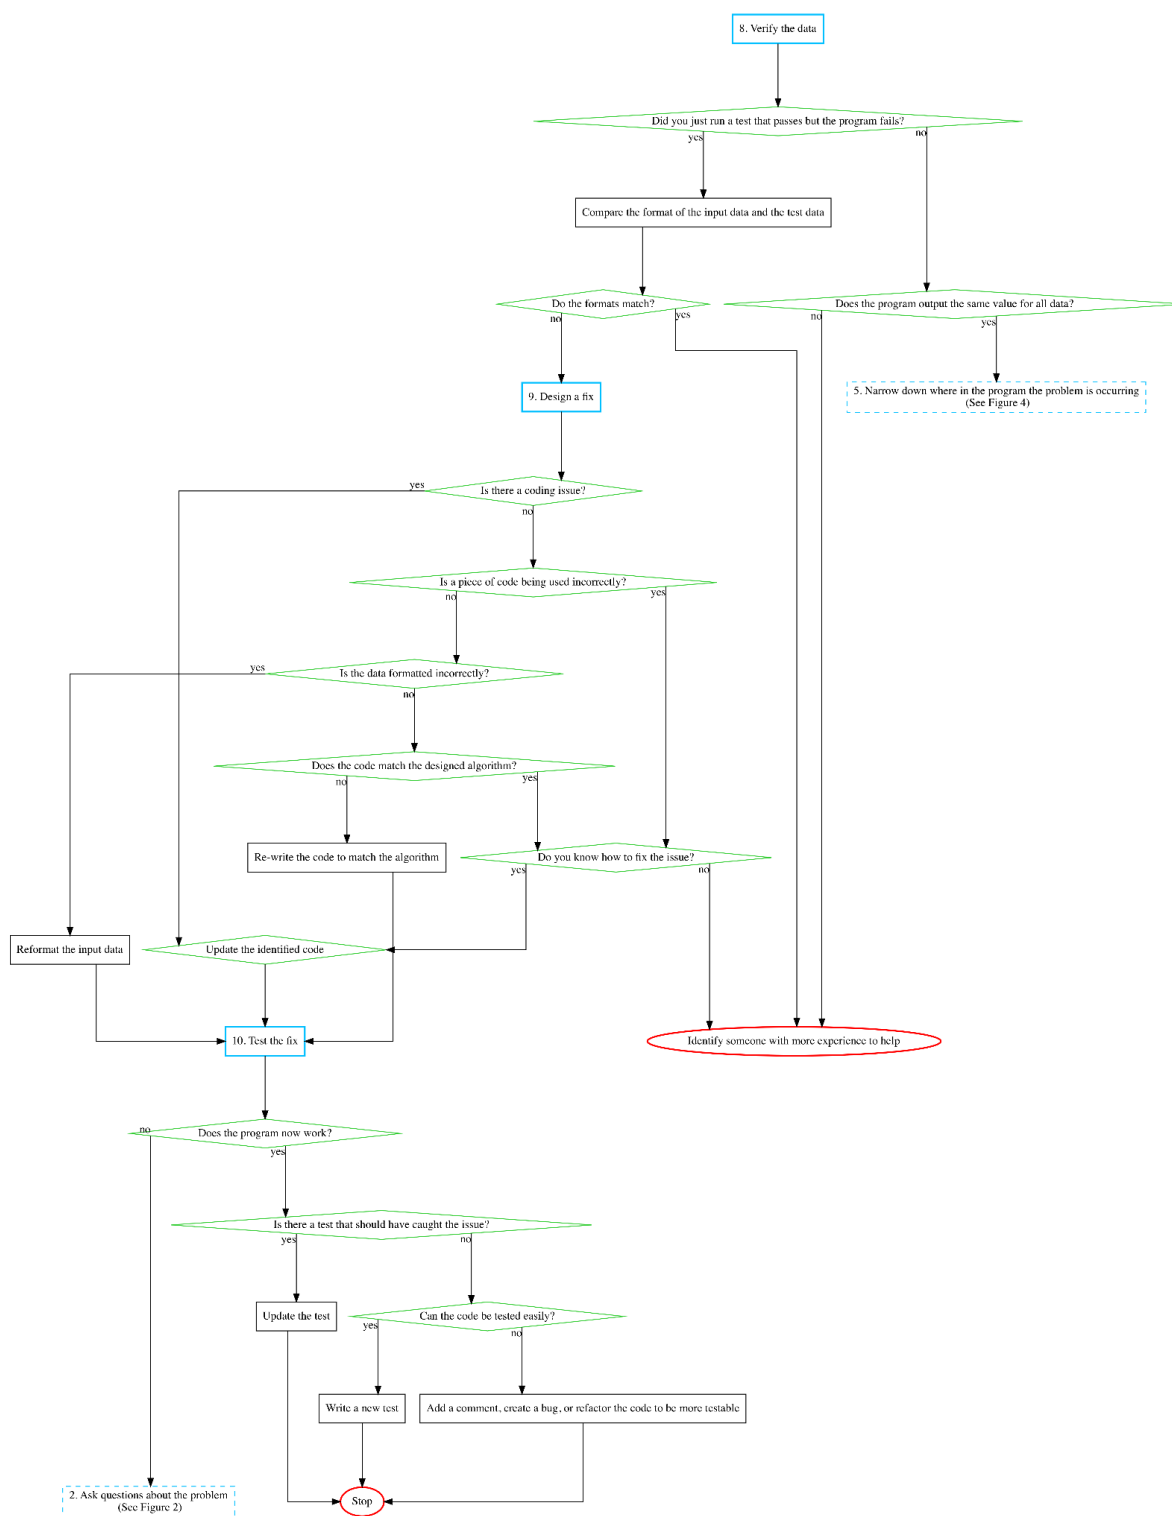 8. Verify the data
Did you just run a test that passes but the program fails?
yes
no
Compare the format of the input data and the test data
Do the formats match?
no
yes
Does the program output the same value for all data?
no
yes
9. Design a fix
5. Narrow down where in the program the problem is occurring
(See Figure 4)
Is there a coding issue?
yes
no
Is a piece of code being used incorrectly?
no
yes
Is the data formatted incorrectly?
yes
no
Does the code match the designed algorithm?
no
yes
Re-write the code to match the algorithm
Do you know how to fix the issue?
yes
no
Reformat the input data
Update the identified code
10. Test the fix
Identify someone with more experience to help
Does the program now work?
no
yes
Is there a test that should have caught the issue?
yes
no
Update the test
Can the code be tested easily?
yes
no
Write a new test
Add a comment, create a bug, or refactor the code to be more testable
2. Ask questions about the problem
(See Figure 2)
Stop